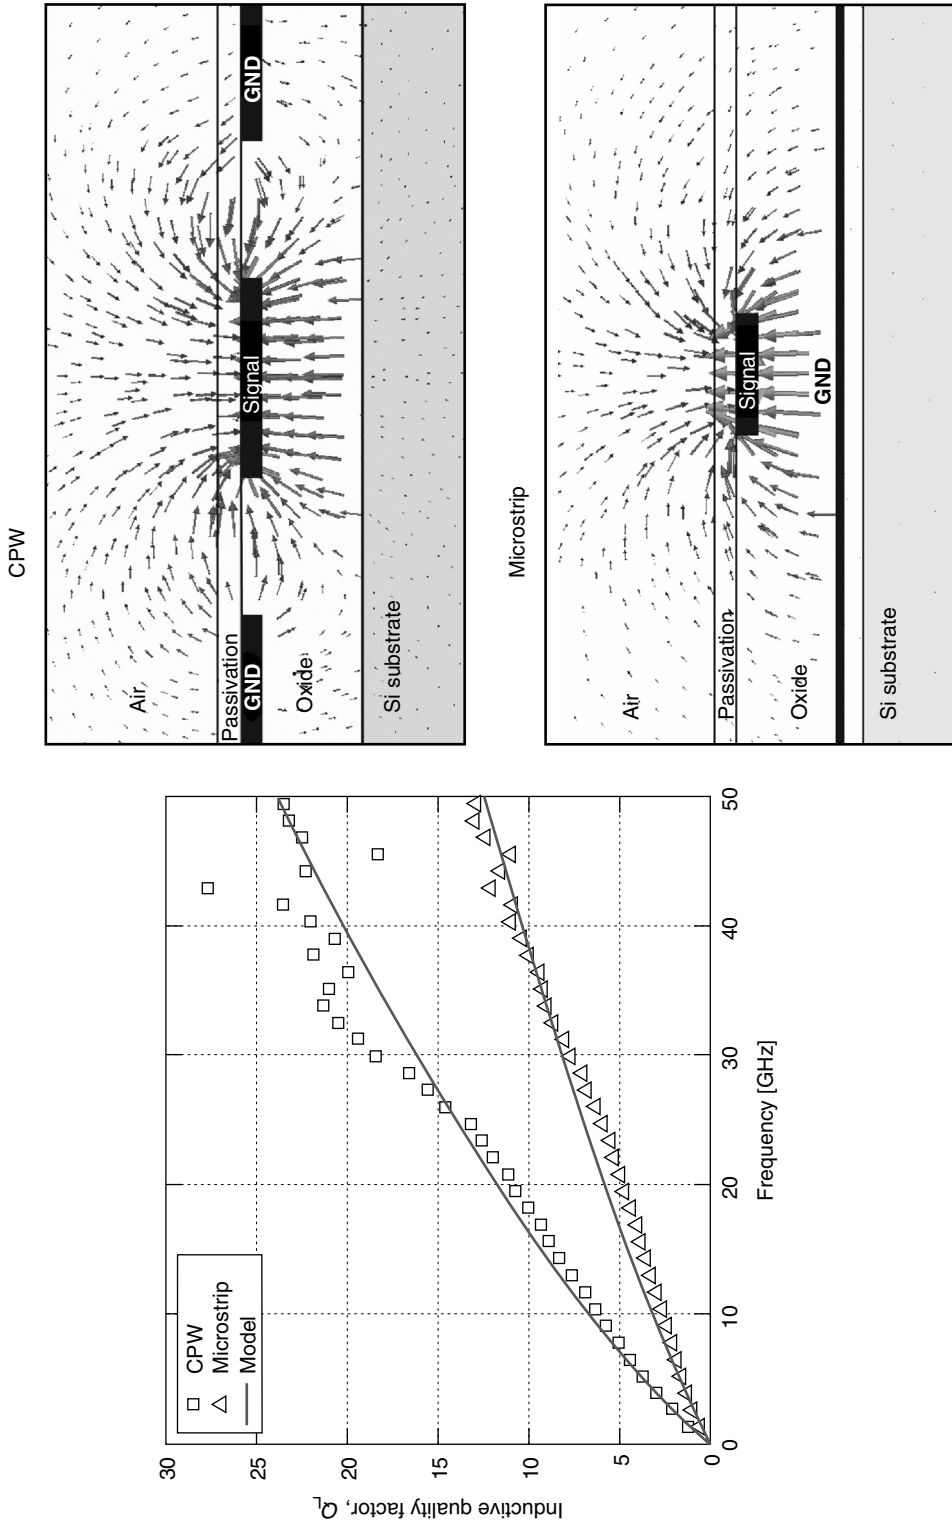 CPW
Air
Passivation
GND
Signal
GND
Oxide
Si substrate
Microstrip
Air
Passivation
Signal
Oxide
GND
Si substrate
Inductive quality factor, Q_L
30
25
20
15
10
5
0
CPW
Microstrip
Model
0
10
20
30
40
50
Frequency [GHz]